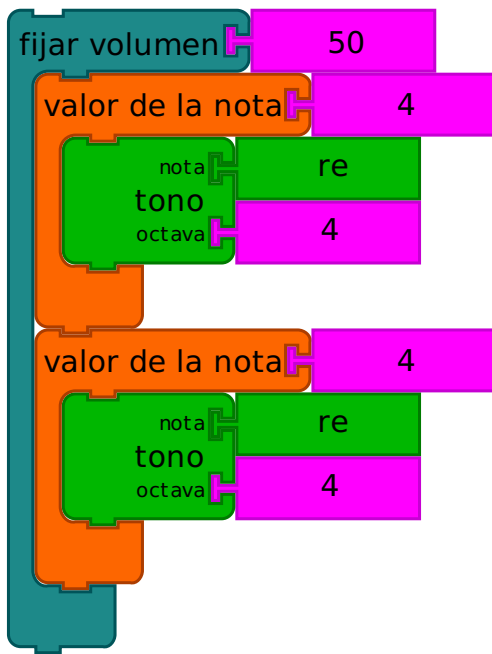 fijar volumen 50
valor de la nota 4
nota re
tono
octava 4
valor de la nota 4
nota re
tono
octava 4